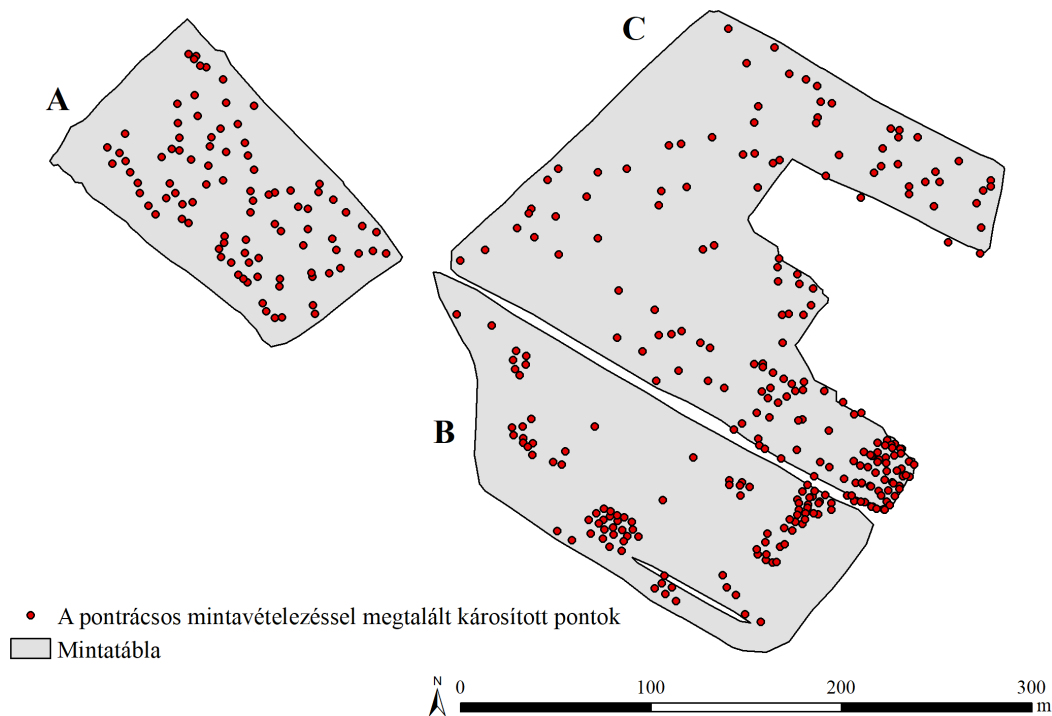 C
A
B
A pontrácsos mintavételezéssel megtalált károsított pontok
Mintatábla
N
0 100 200 300
m